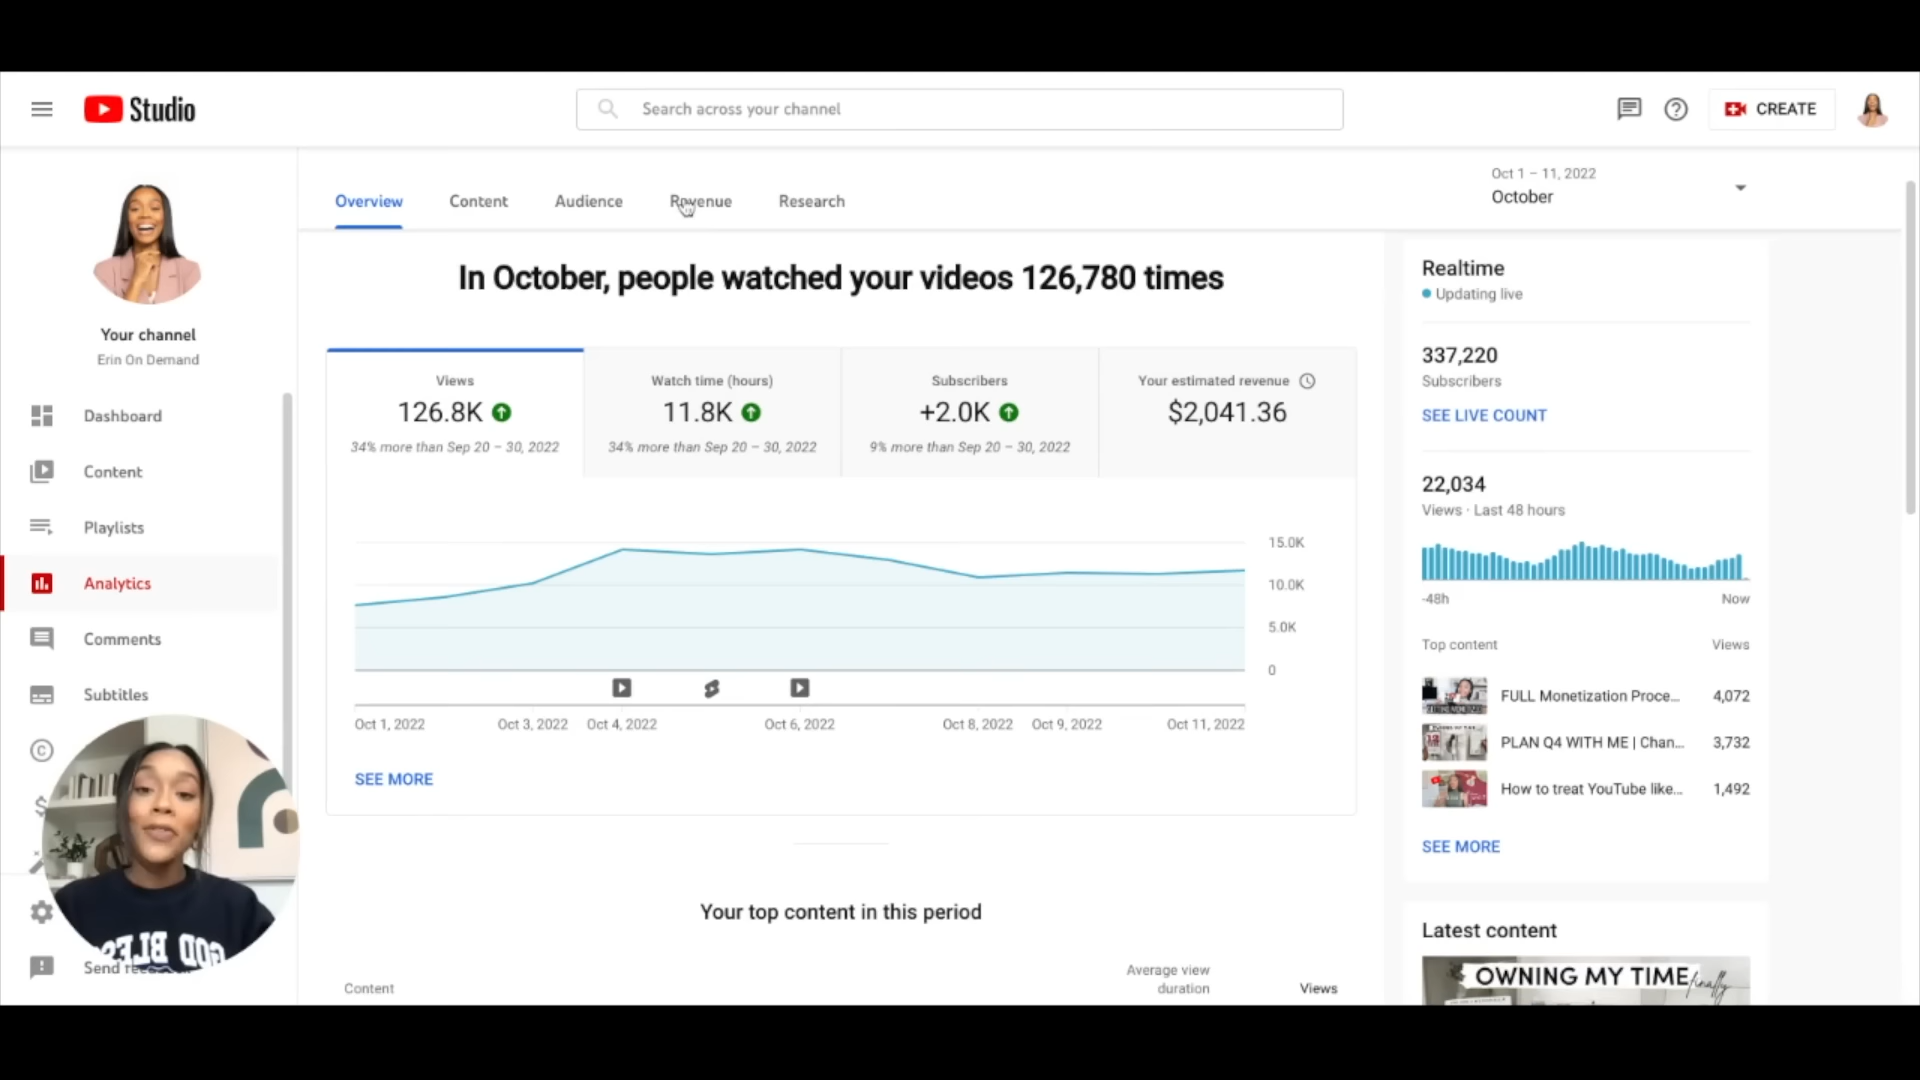 Studio
Search across your channel
CREATE
Your channel
Erin On Demand
Dashboard
Content
Playlists
Analytics
Comments
Subtitles
Send
Overview
Content
Audience
Revenue
Research
Oct 1 – 11, 2022
October
In October, people watched your videos 126,780 times
Views
126.8K
34% more than Sep 20 – 30, 2022
Watch time (hours)
11.8K
34% more than Sep 20 – 30, 2022
Subscribers
+2.0K
9% more than Sep 20 – 30, 2022
Your estimated revenue
$2,041.36
15.0K
10.0K
5.0K
0
Oct 1, 2022
Oct 3, 2022
Oct 4, 2022
Oct 6, 2022
Oct 8, 2022
Oct 9, 2022
Oct 11, 2022
SEE MORE
Your top content in this period
Content
Average view
duration
Views
Realtime
Updating live
337,220
Subscribers
SEE LIVE COUNT
22,034
Views · Last 48 hours
-48h
Now
Top content
Views
FULL Monetization Proce...
4,072
PLAN Q4 WITH ME | Chan...
3,732
How to treat YouTube like...
1,492
SEE MORE
Latest content
OWNING MY TIME
finally